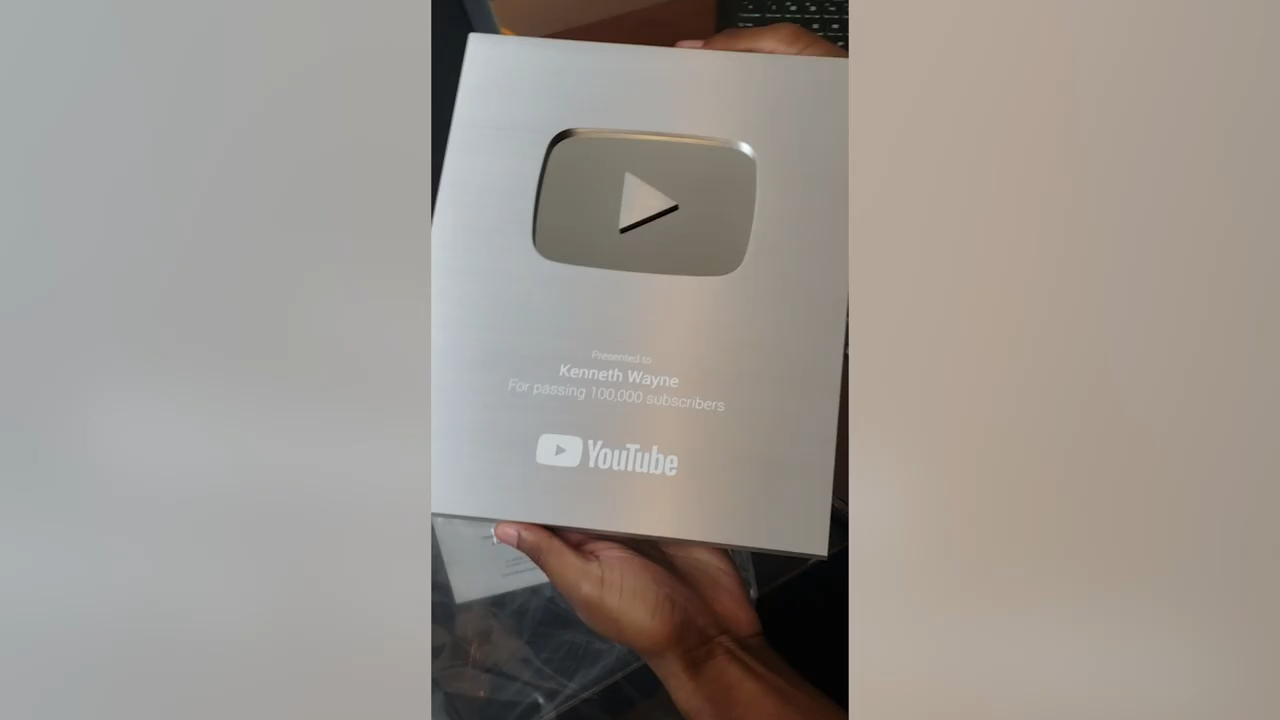 Presented to
Kenneth Wayne
For passing 100,000 subscribers
YouTube